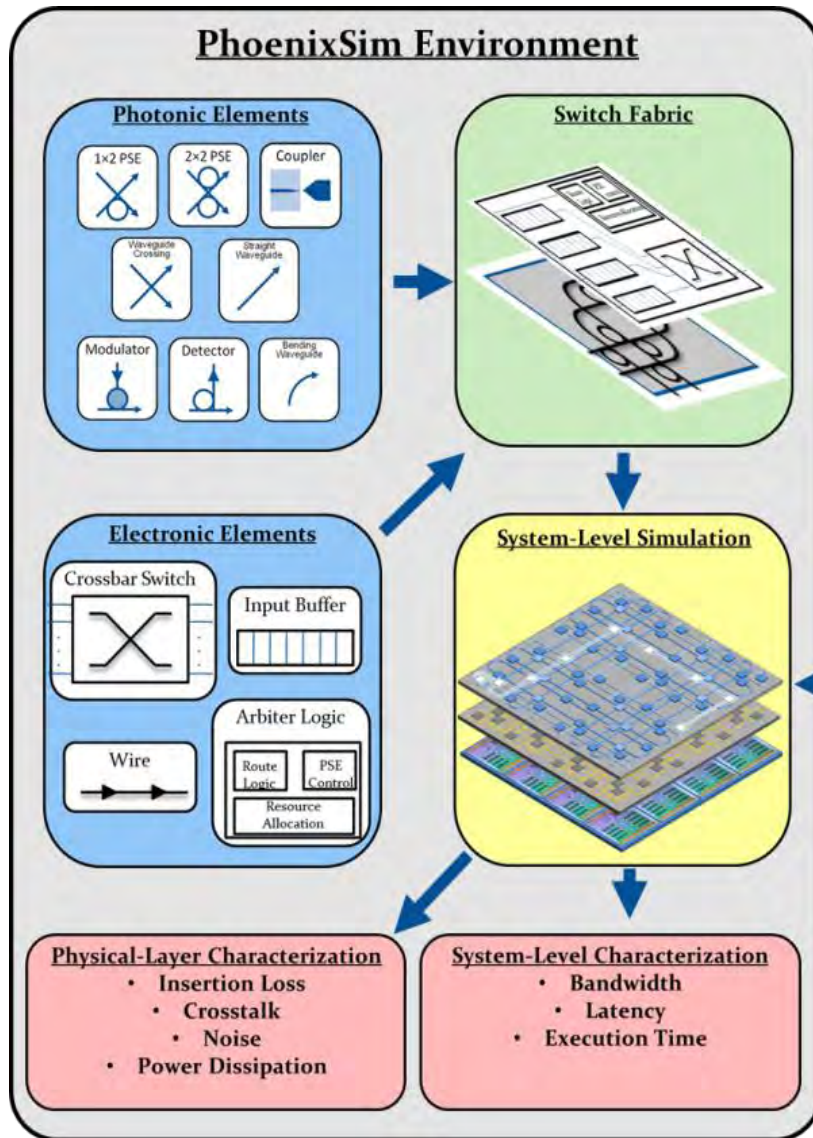 PhoenixSim Environment
Photonic Elements
1×2 PSE
2×2 PSE
Coupler
Waveguide
Crossing
Straight
Waveguide
Modulator
Detector
Bending
Waveguide
Switch Fabric
Electronic Elements
Crossbar Switch
Input Buffer
Arbiter Logic
Route
Logic
PSE
Control
Resource
Allocation
Wire
System-Level Simulation
Physical-Layer Characterization
• Insertion Loss
• Crosstalk
• Noise
• Power Dissipation
System-Level Characterization
• Bandwidth
• Latency
• Execution Time